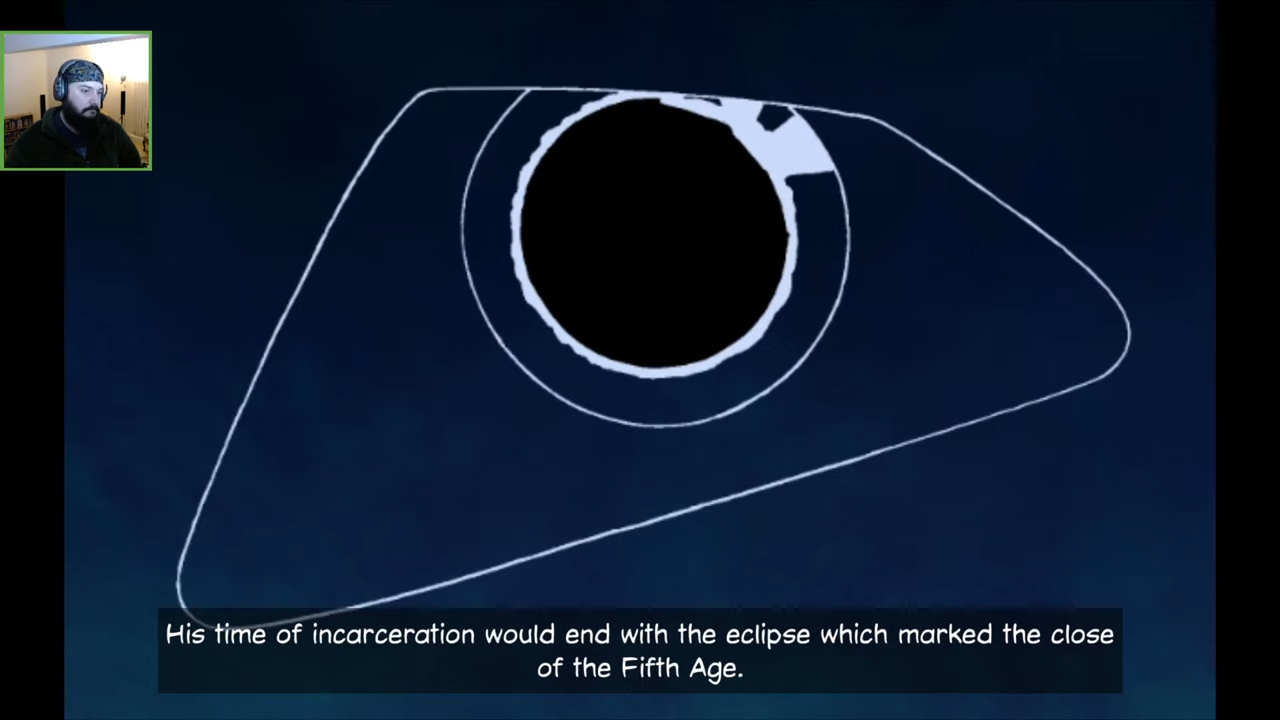 His time of incarceration would end with the eclipse which marked the close
of the Fifth Age.